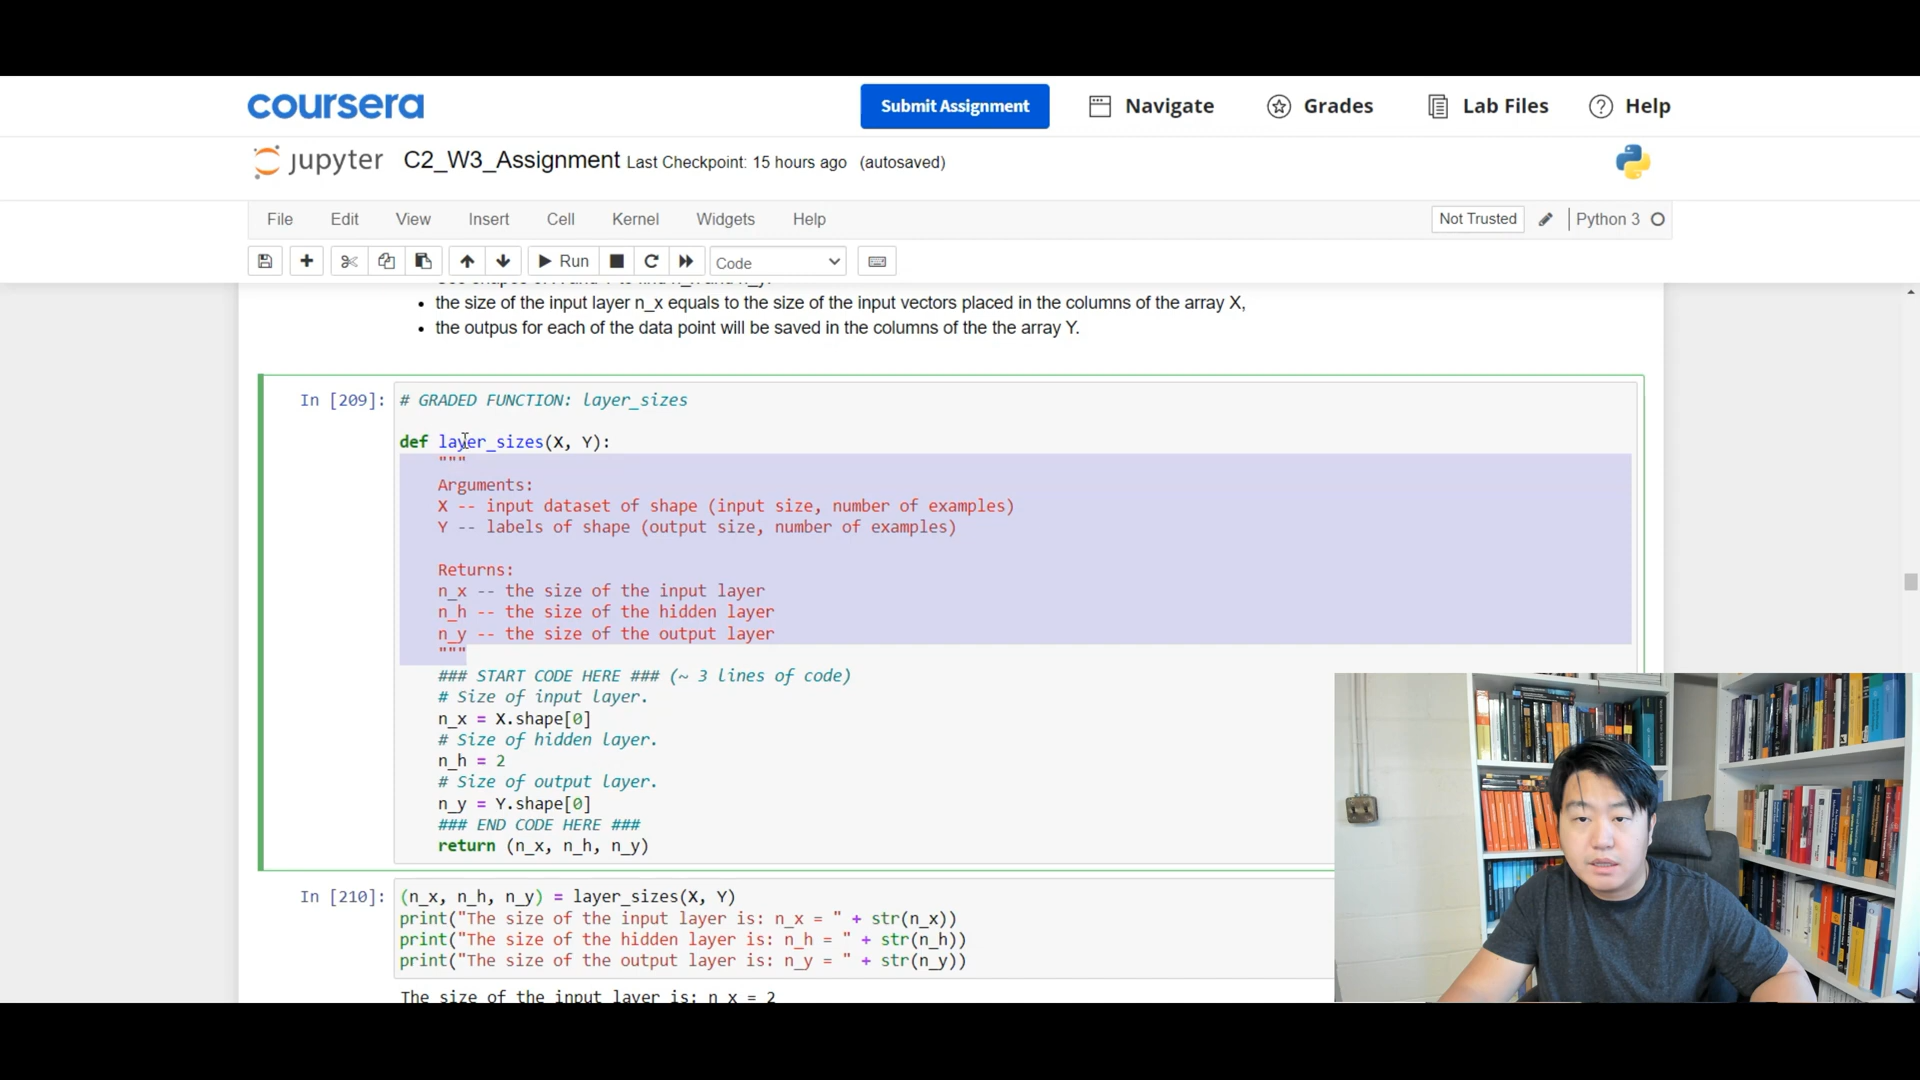 coursera
Submit Assignment
Navigate
Grades
Lab Files
Help
jupyter
C2_W3_Assignment Last Checkpoint: 15 hours ago (autosaved)
File Edit View Insert Cell Kernel Widgets Help
Not Trusted
Python 3
Run
Code
• the size of the input layer n_x equals to the size of the input vectors placed in the columns of the array X,
• the outpus for each of the data point will be saved in the columns of the the array Y.
In [209]:
# GRADED FUNCTION: layer_sizes
def layer_sizes(X, Y):
"""
Arguments:
X -- input dataset of shape (input size, number of examples)
Y -- labels of shape (output size, number of examples)
Returns:
n_x -- the size of the input layer
n_h -- the size of the hidden layer
n_y -- the size of the output layer
"""
### START CODE HERE ### (~ 3 lines of code)
# Size of input layer.
n_x = X.shape[0]
# Size of hidden layer.
n_h = 2
# Size of output layer.
n_y = Y.shape[0]
### END CODE HERE ###
return (n_x, n_h, n_y)
In [210]:
(n_x, n_h, n_y) = layer_sizes(X, Y)
print("The size of the input layer is: n_x = " + str(n_x))
print("The size of the hidden layer is: n_h = " + str(n_h))
print("The size of the output layer is: n_y = " + str(n_y))
The size of the input layer is: n_x = 2